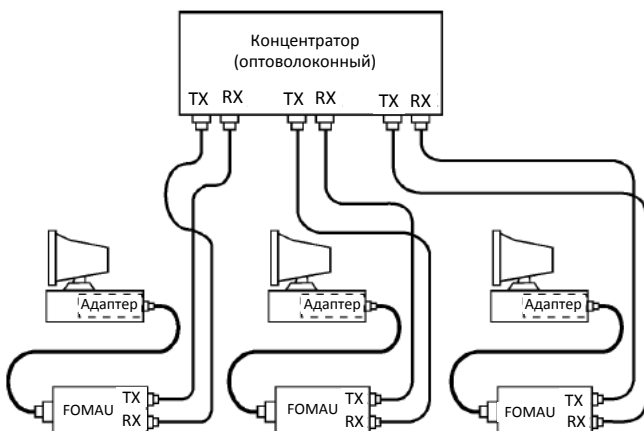 Концентратор
(оптоволоконный)
TX RX TX RX TX RX
Адаптер Адаптер Адаптер
FOMAU TX RX FOMAU TX RX FOMAU TX RX